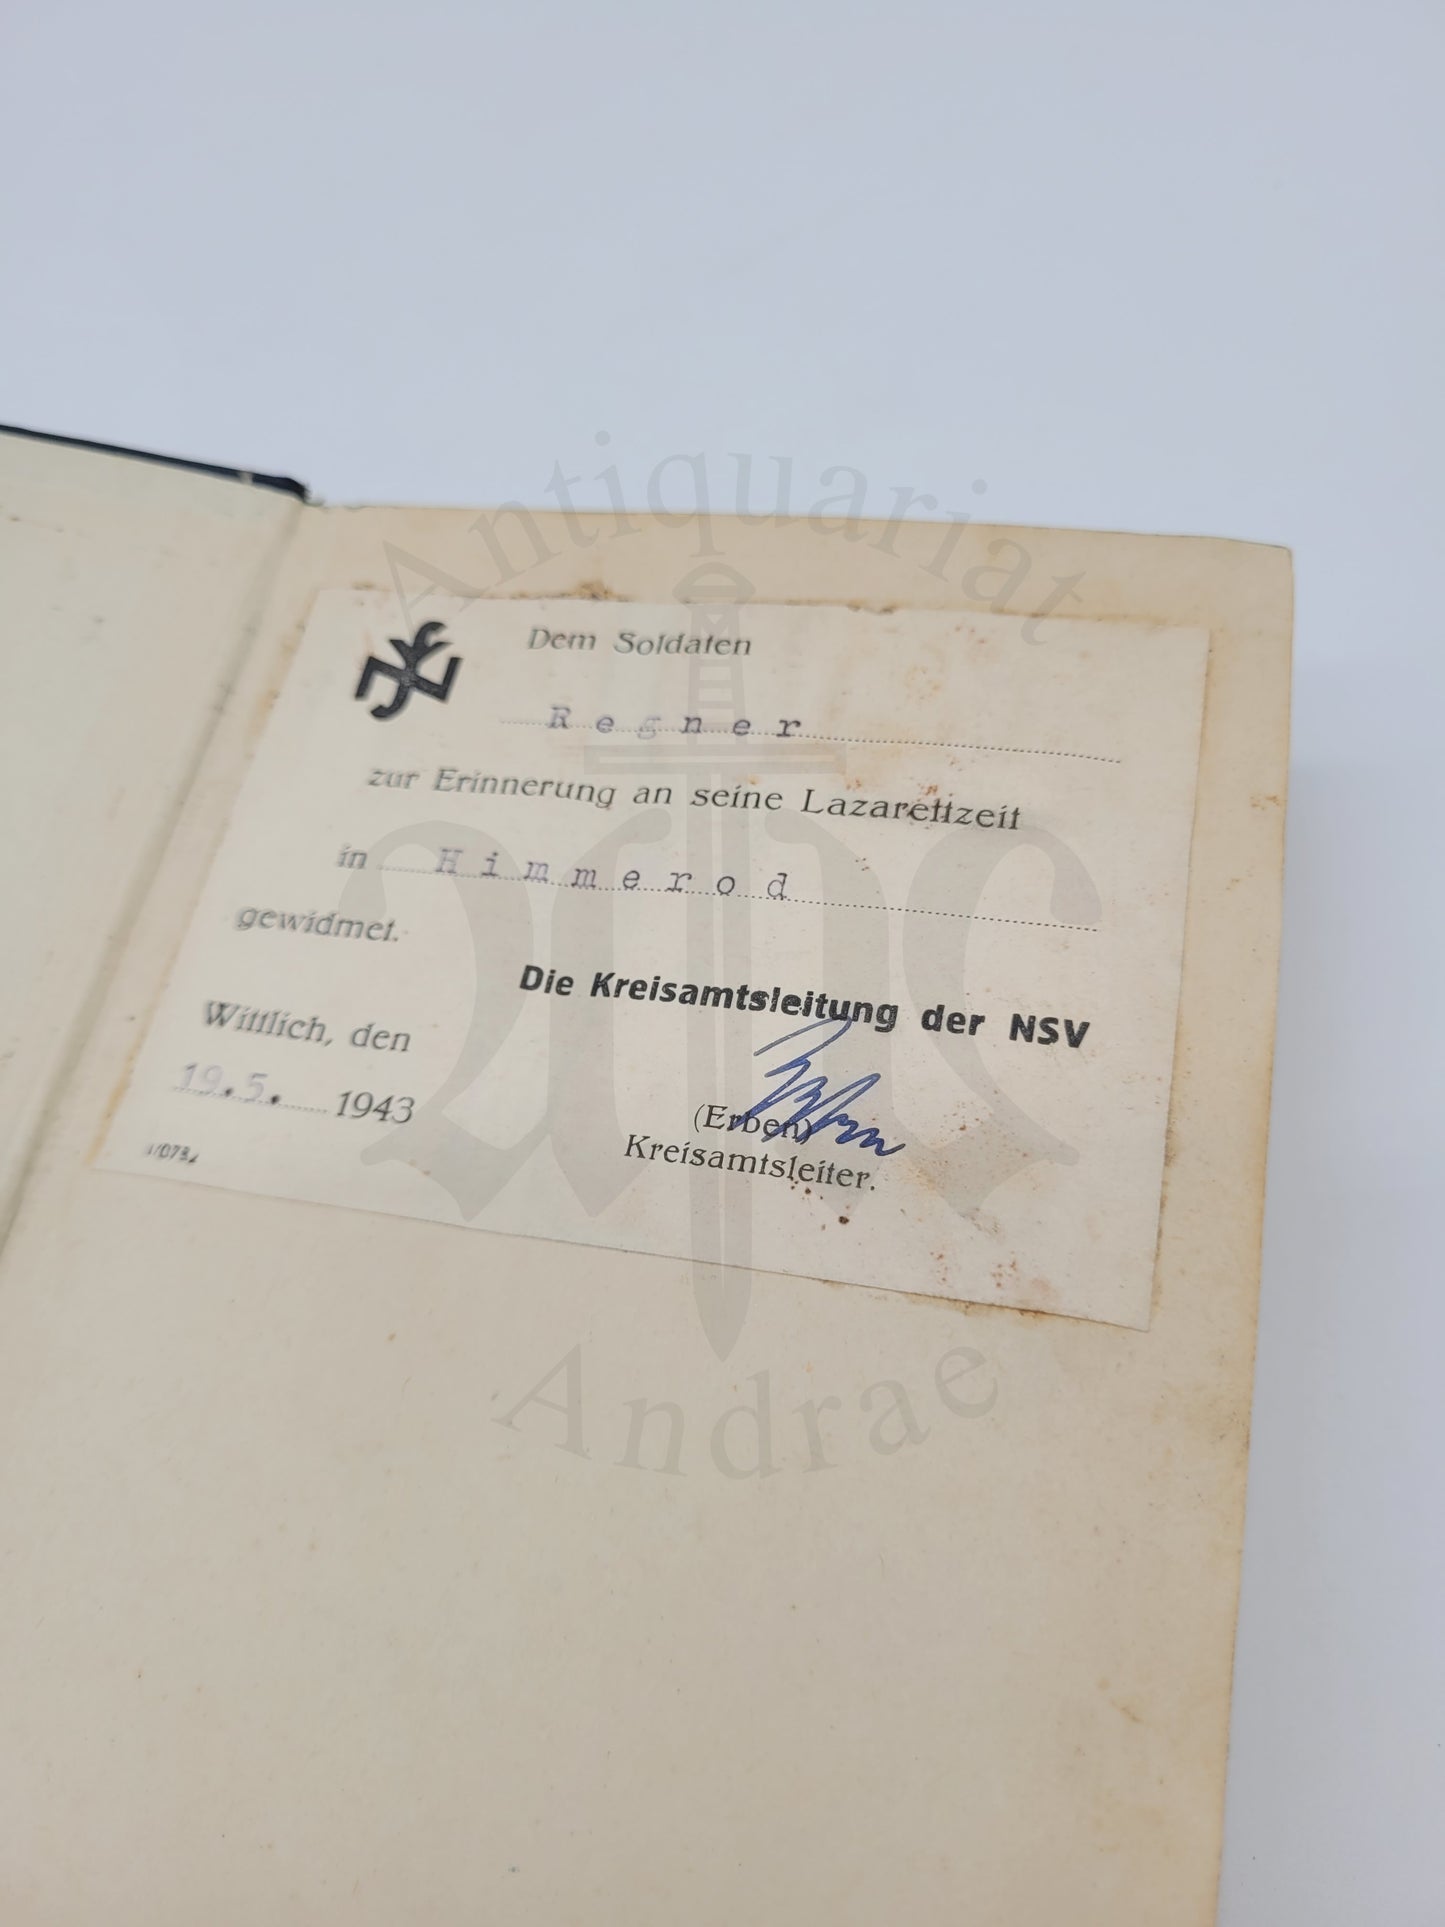 Antiquariat
Dem Soldaten
Regner
zur Erinnerung an seine Lazarettzeit
in Himmerod
gewidmet.
Die Kreisamtsleitung der NSV
Wittlich, den
19.5. 1943
(Erben)
Kreisamtsleiter.
Andrae